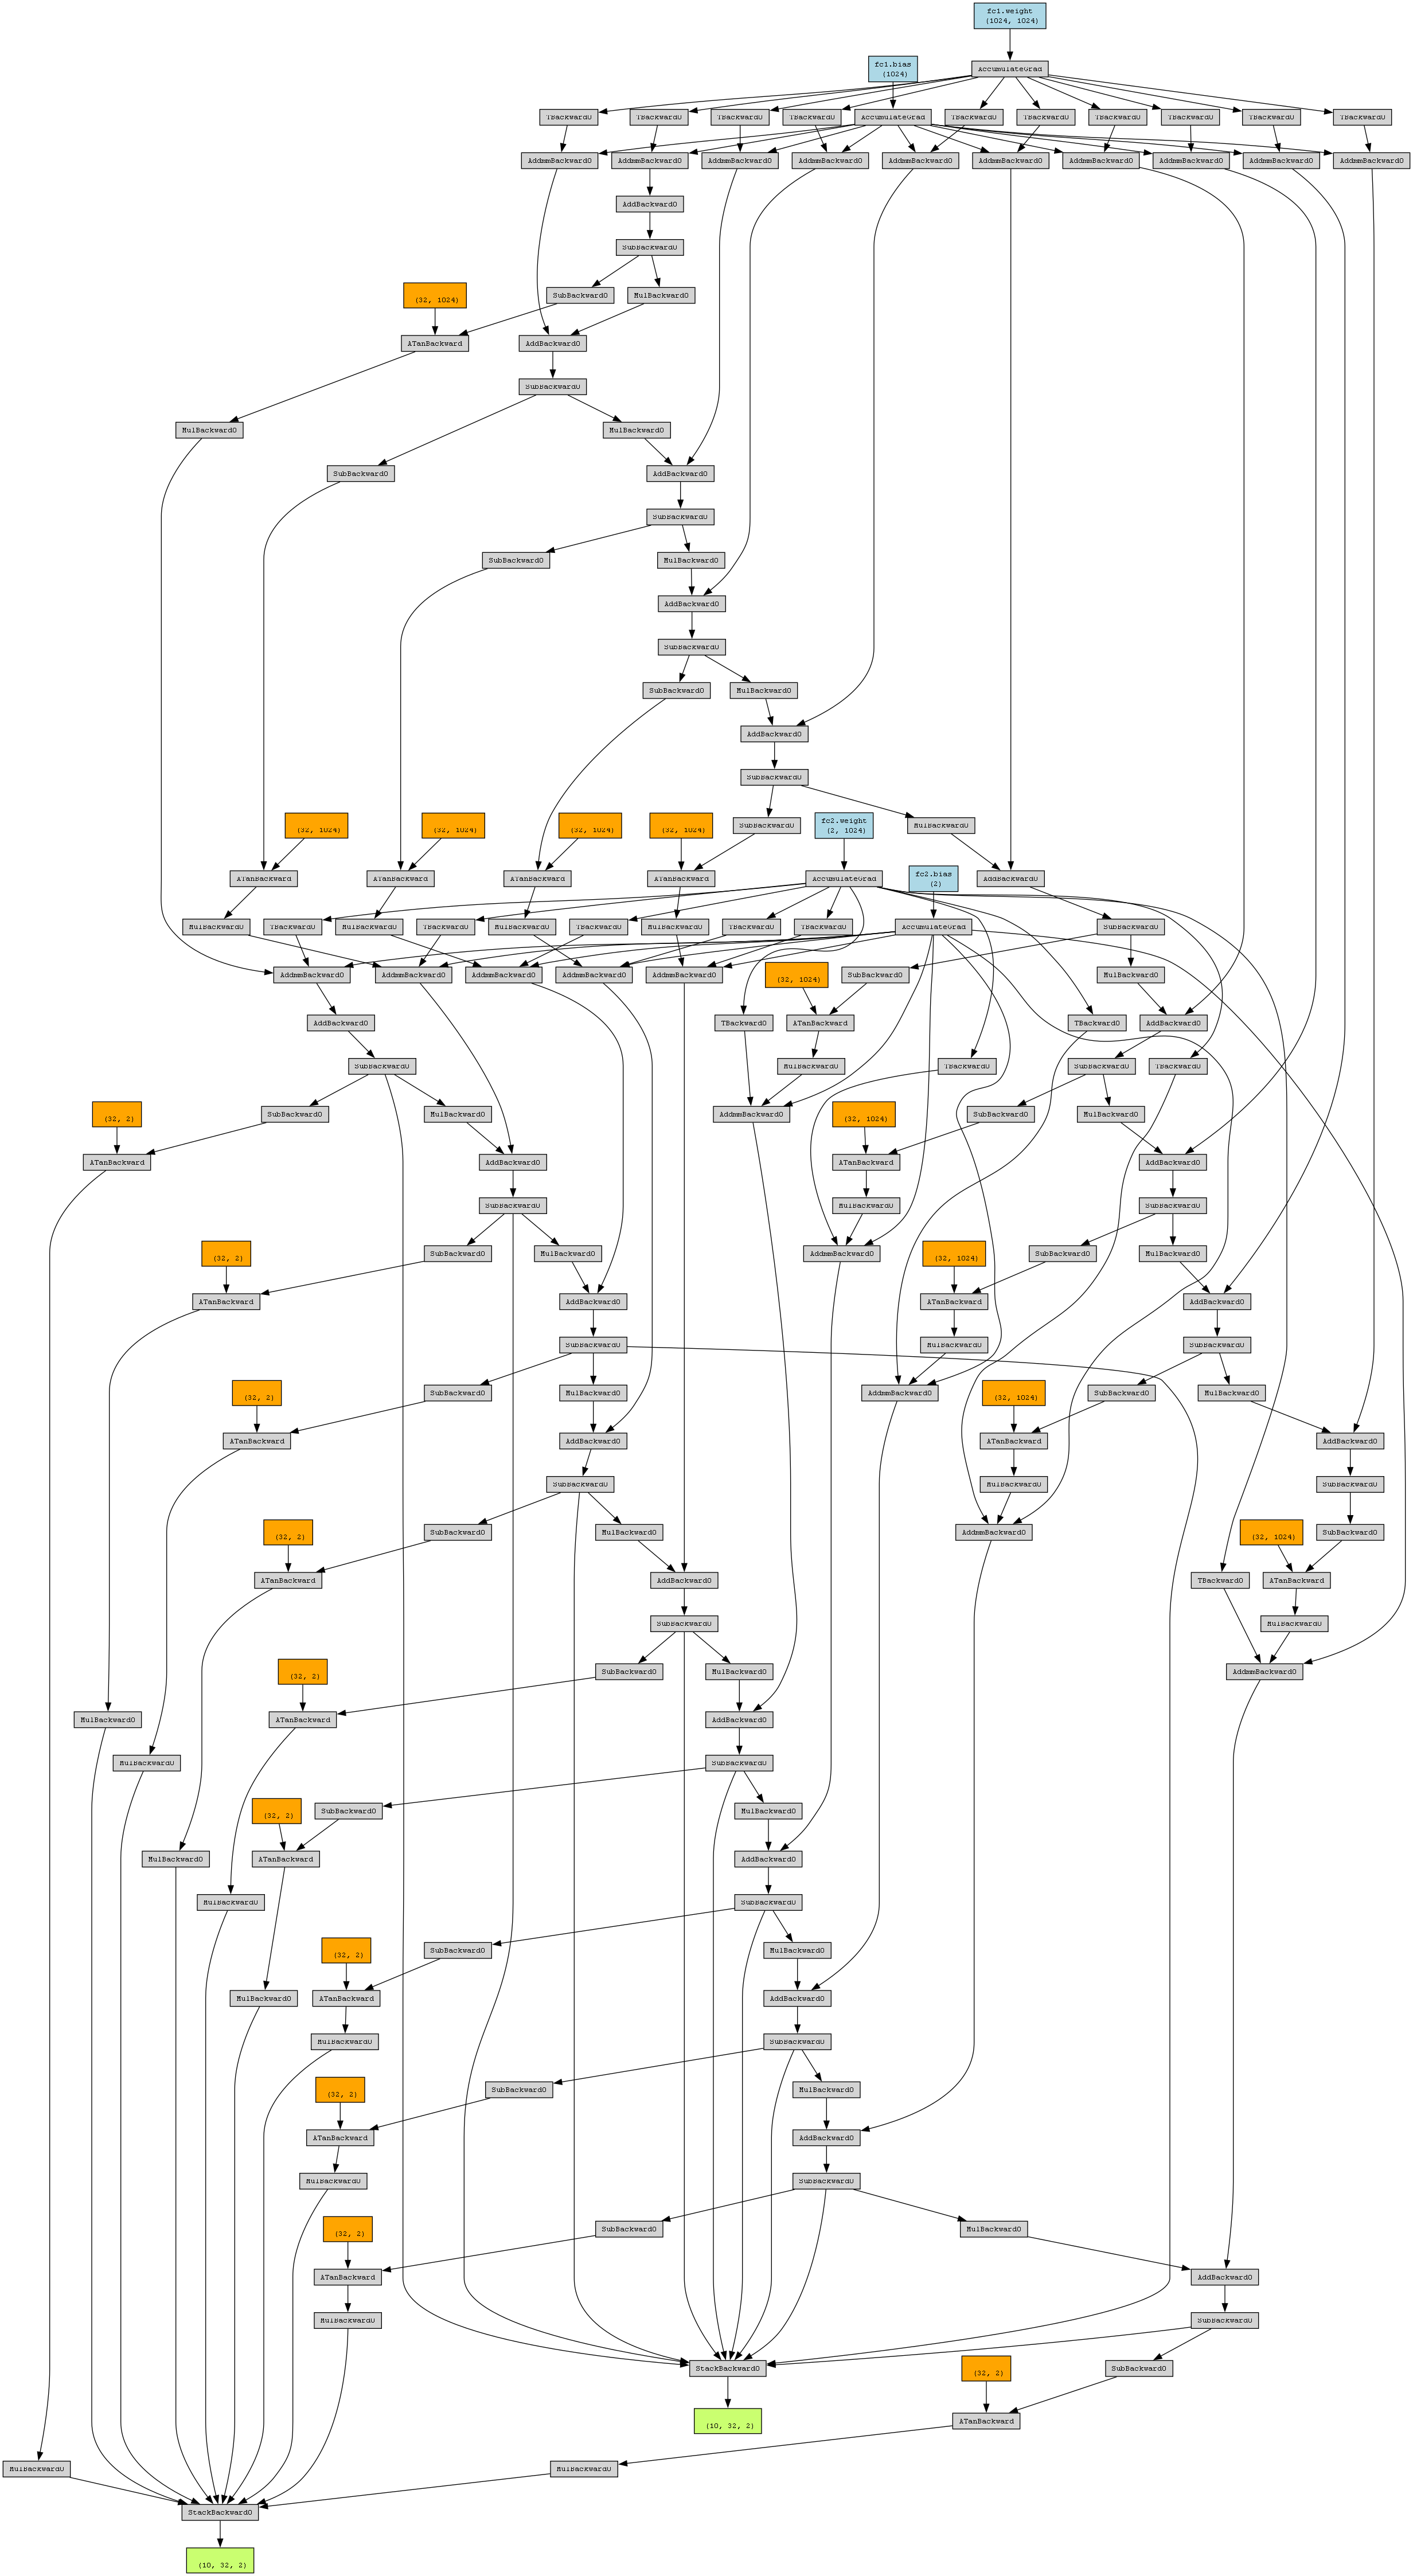 fc1.weight
(1024, 1024)
fc1.bias
AccumulateGrad
(1024)
TBackward0 TBackward0 TBackward0 TBackward0 AccumulateGrad TBackward0 TBackward0 TBackward0 TBackward0 TBackward0 TBackward0
AddmmBackward0 AddmmBackward0 AddmmBackward0 AddmmBackward0 AddmmBackward0 AddmmBackward0 AddmmBackward0 AddmmBackward0 AddmmBackward0 AddmmBackward0
AddBackward0
SubBackward0
(32, 1024) SubBackward0 MulBackward0
ATanBackward AddBackward0
SubBackward0
MulBackward0 MulBackward0
SubBackward0 AddBackward0
SubBackward0
SubBackward0 MulBackward0
AddBackward0
SubBackward0
SubBackward0 MulBackward0
AddBackward0
SubBackward0
fc2.weight
(32, 1024) (32, 1024) (32, 1024) (32, 1024) SubBackward0 (2, 1024) MulBackward0
fc2.bias
ATanBackward ATanBackward ATanBackward ATanBackward AccumulateGrad (2) AddBackward0
MulBackward0 TBackward0 MulBackward0 TBackward0 MulBackward0 TBackward0 MulBackward0 TBackward0 TBackward0 AccumulateGrad SubBackward0
AddmmBackward0 AddmmBackward0 AddmmBackward0 AddmmBackward0 AddmmBackward0 (32, 1024) SubBackward0 MulBackward0
AddBackward0 TBackward0 ATanBackward TBackward0 AddBackward0
SubBackward0 MulBackward0 TBackward0 SubBackward0 TBackward0
(32, 2) SubBackward0 MulBackward0 AddmmBackward0 (32, 1024) SubBackward0 MulBackward0
ATanBackward AddBackward0 ATanBackward AddBackward0
SubBackward0 MulBackward0 SubBackward0
(32, 2) SubBackward0 MulBackward0 AddmmBackward0 (32, 1024) SubBackward0 MulBackward0
ATanBackward AddBackward0 ATanBackward AddBackward0
SubBackward0 MulBackward0 SubBackward0
(32, 2) SubBackward0 MulBackward0 AddmmBackward0 (32, 1024) SubBackward0 MulBackward0
ATanBackward AddBackward0 ATanBackward AddBackward0
SubBackward0 MulBackward0 SubBackward0
(32, 2) SubBackward0 MulBackward0 AddmmBackward0 (32, 1024) SubBackward0
ATanBackward AddBackward0 TBackward0 ATanBackward
SubBackward0 MulBackward0
(32, 2) SubBackward0 MulBackward0 AddmmBackward0
MulBackward0 ATanBackward AddBackward0
MulBackward0 SubBackward0
(32, 2) SubBackward0 MulBackward0
MulBackward0 ATanBackward AddBackward0
MulBackward0 SubBackward0
(32, 2) SubBackward0 MulBackward0
MulBackward0 ATanBackward AddBackward0
MulBackward0 SubBackward0
(32, 2) SubBackward0 MulBackward0
ATanBackward AddBackward0
MulBackward0 SubBackward0
(32, 2) SubBackward0 MulBackward0
ATanBackward AddBackward0
MulBackward0 SubBackward0
StackBackward0 (32, 2) SubBackward0
(10, 32, 2) ATanBackward
MulBackward0 MulBackward0
StackBackward0
(10, 32, 2)